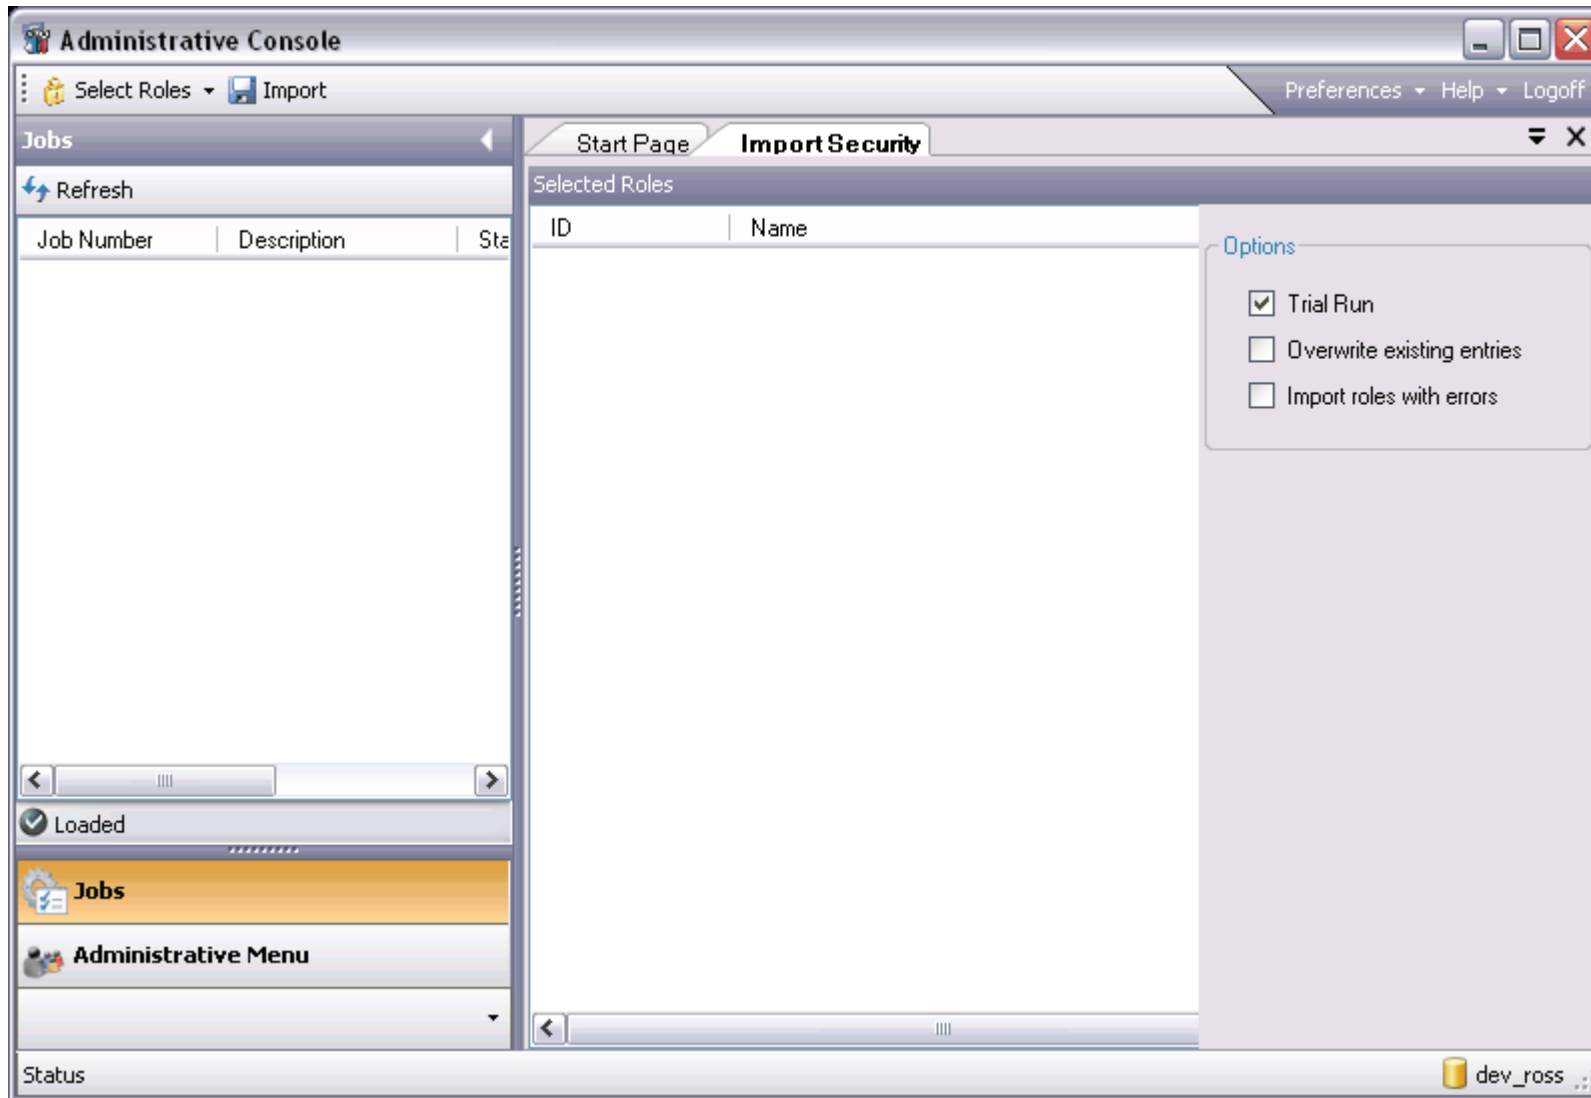 Administrative Console
Select Roles Import
Preferences Help Logoff
Jobs
Refresh
Job Number Description Sta
Loaded
Jobs
Administrative Menu
Start Page Import Security
Selected Roles
ID Name
Options
Trial Run
Overwrite existing entries
Import roles with errors
Status
dev_ross